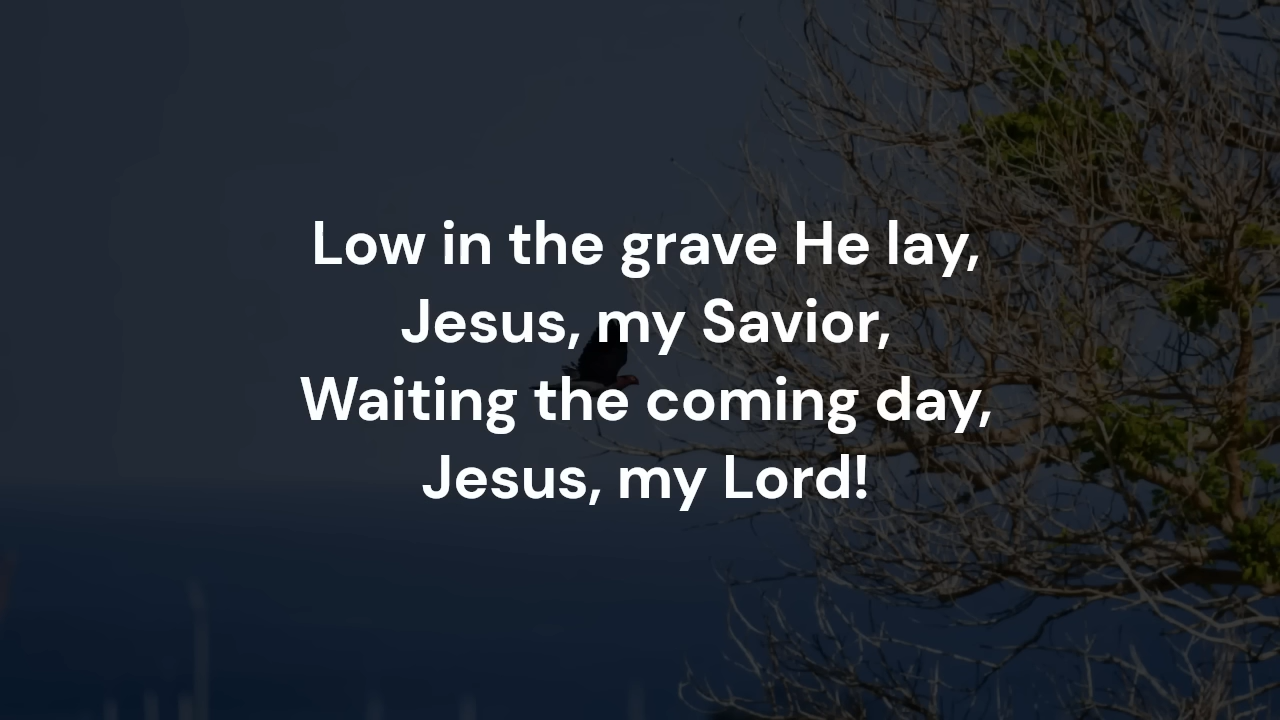 Low in the grave He lay,
Jesus, my Savior,
Waiting the coming day,
Jesus, my Lord!